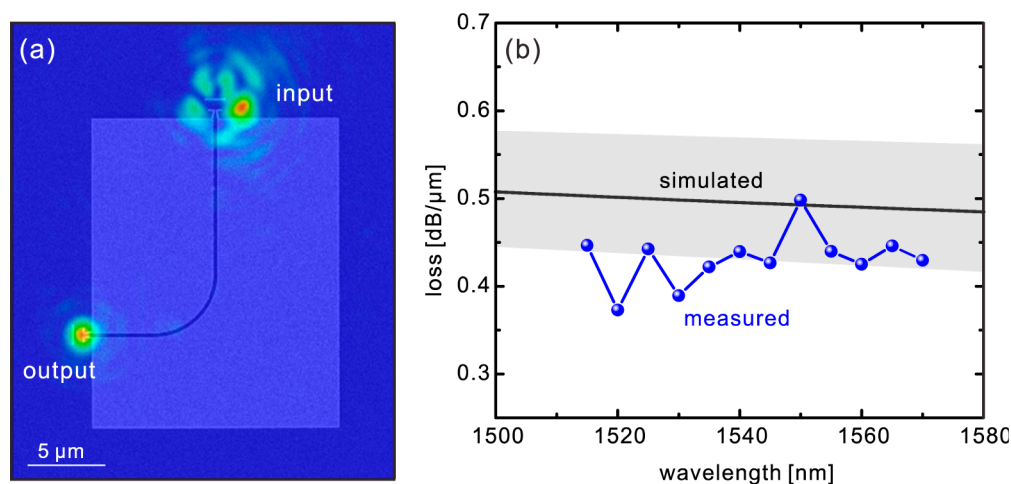 (a)
input
output
5 μm
(b)
0.7
0.6
0.5
0.4
0.3
loss [dB/μm]
simulated
measured
1500
1520
1540
1560
1580
wavelength [nm]